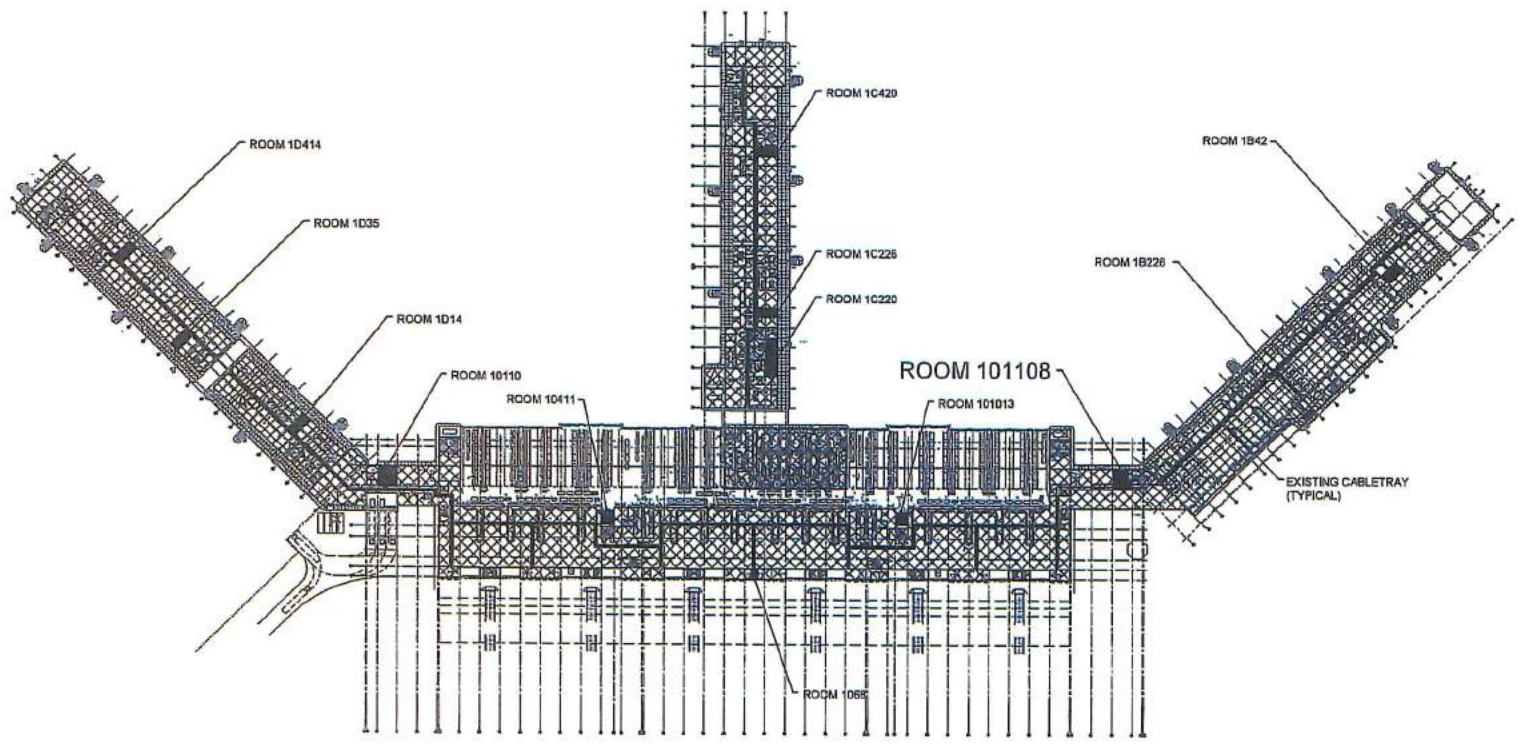 ROOM 1C420
ROOM 1D414
ROOM 1B42
ROOM 1D35
ROOM 1C226
ROOM 1B226
ROOM 1C220
ROOM 1D14
ROOM 101108
ROOM 10110
ROOM 10411
ROOM 101013
EXISTING CABLETRAY
(TYPICAL)
ROOM 1068